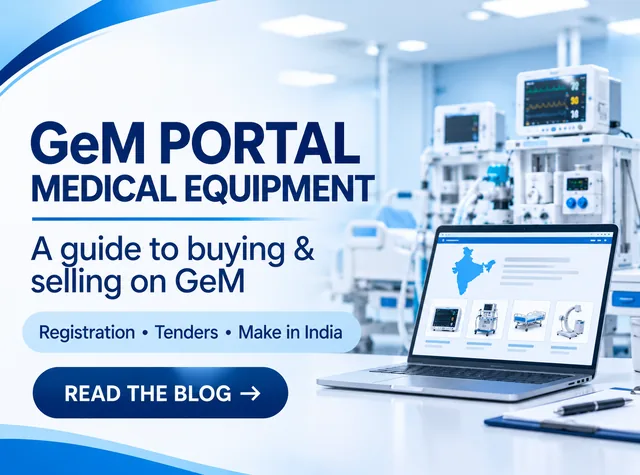 GeM PORTAL
MEDICAL EQUIPMENT
A guide to buying &
selling on GeM
Registration • Tenders • Make in India
READ THE BLOG →